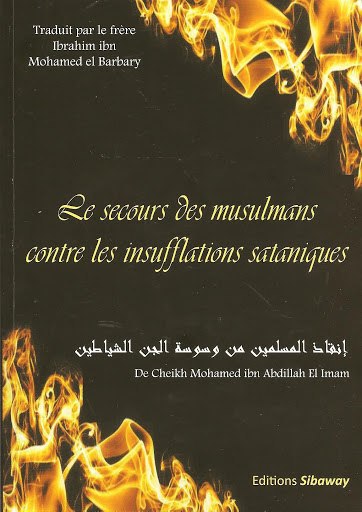 Traduit par le frère
Ibrahim ibn
Mohamed el Barbary
Le secours des musulmans
contre les insufflations sataniques
إنقاذ المسلمين من وسوسة الجن الشياطين
De Cheikh Mohamed ibn Abdillah El Imam
Editions Sibaway